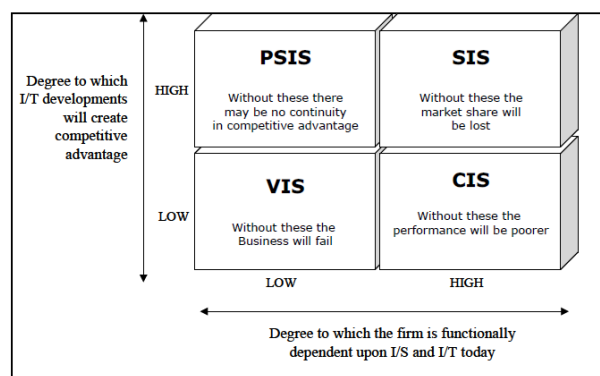 Degree to which
I/T developments
will create
competitive
advantage
HIGH
PSIS
Without these there
may be no continuity
in competitive advantage
SIS
Without these the
market share will
be lost
LOW
VIS
Without these the
Business will fail
CIS
Without these the
performance will be poorer
LOW
HIGH
Degree to which the firm is functionally
dependent upon I/S and I/T today